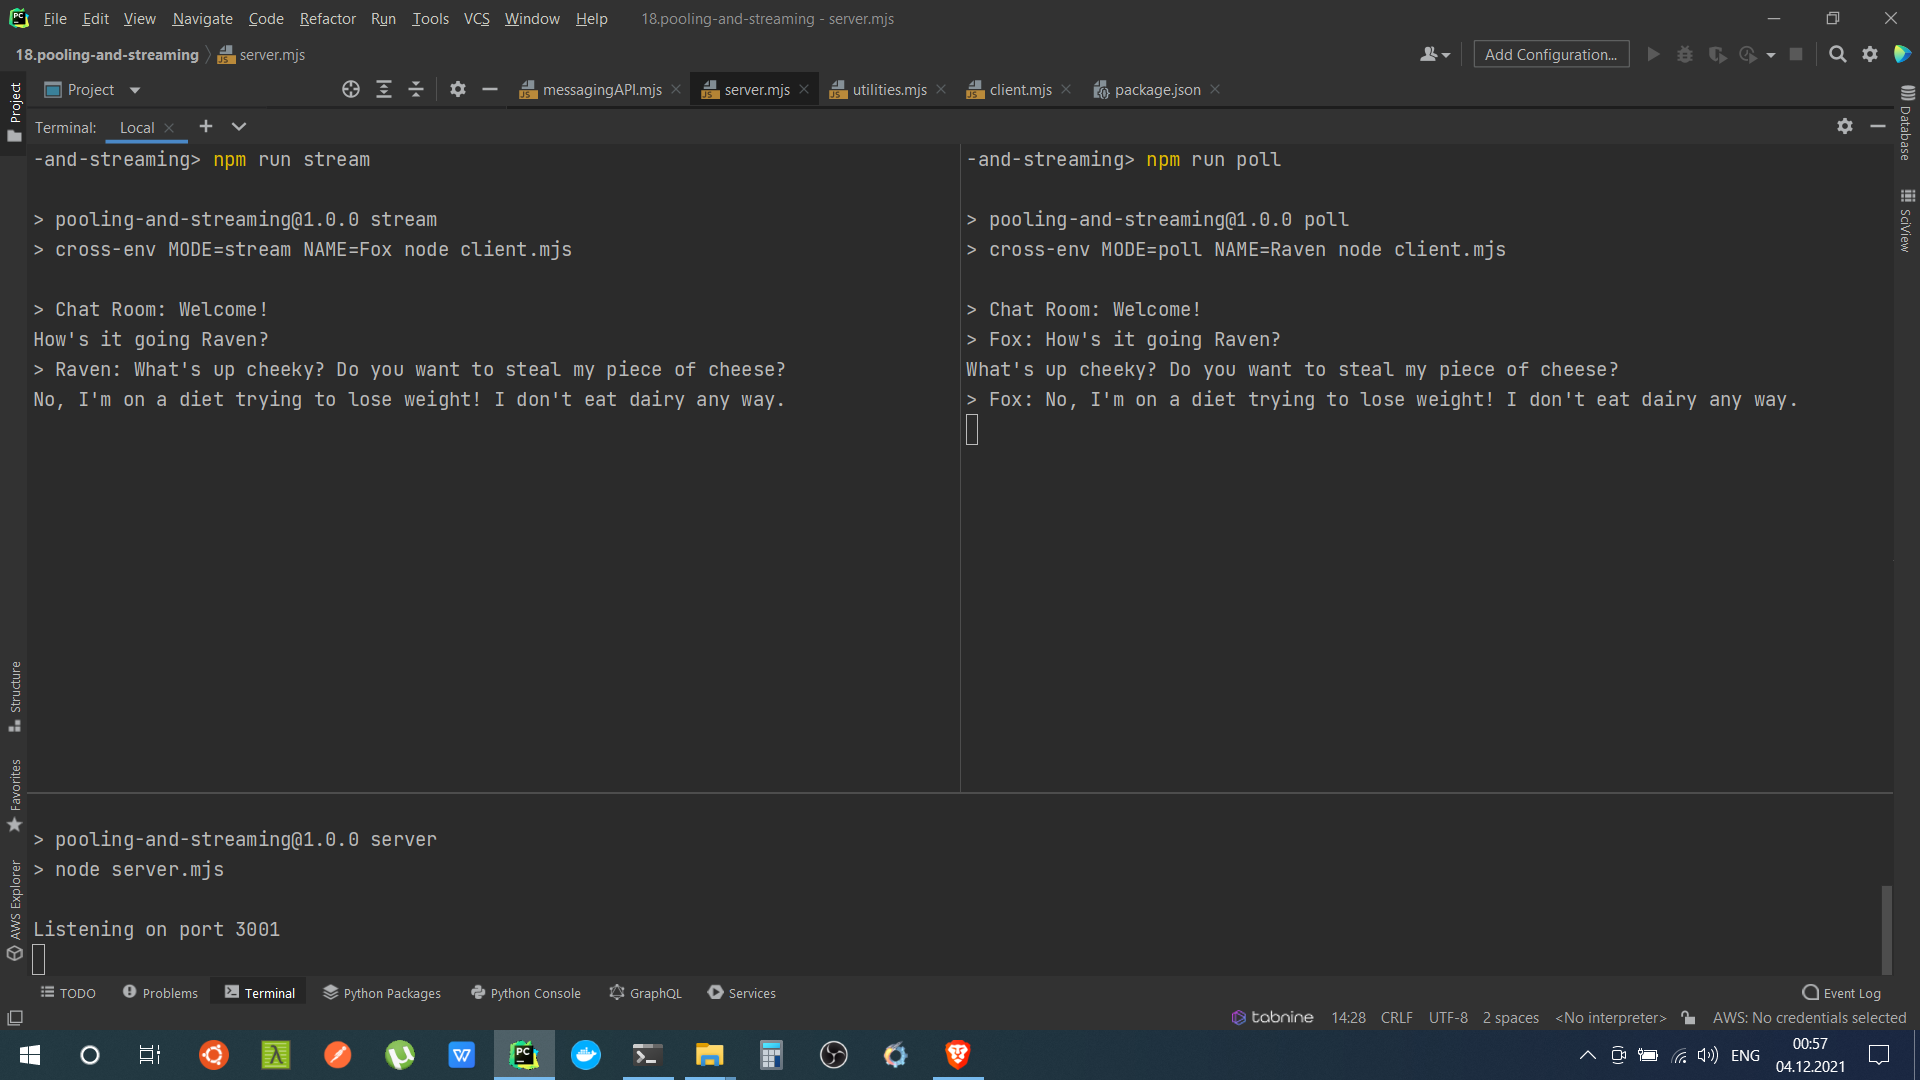 File Edit View Navigate Code Refactor Run Tools VCS Window Help 18.pooling-and-streaming - server.mjs
18.pooling-and-streaming server.mjs Add Configuration...
Project messagingAPI.mjs server.mjs utilities.mjs client.mjs package.json
Project
Database
SciView
Terminal: Local
-and-streaming> npm run stream
> pooling-and-streaming@1.0.0 stream
> cross-env MODE=stream NAME=Fox node client.mjs
> Chat Room: Welcome!
How's it going Raven?
> Raven: What's up cheeky? Do you want to steal my piece of cheese?
No, I'm on a diet trying to lose weight! I don't eat dairy any way.
-and-streaming> npm run poll
> pooling-and-streaming@1.0.0 poll
> cross-env MODE=poll NAME=Raven node client.mjs
> Chat Room: Welcome!
> Fox: How's it going Raven?
What's up cheeky? Do you want to steal my piece of cheese?
> Fox: No, I'm on a diet trying to lose weight! I don't eat dairy any way.
Structure
Favorites
AWS Explorer
> pooling-and-streaming@1.0.0 server
> node server.mjs
Listening on port 3001
TODO Problems Terminal Python Packages Python Console GraphQL Services Event Log
tabnine 14:28 CRLF UTF-8 2 spaces <No interpreter> AWS: No credentials selected
ENG 00:57
04.12.2021